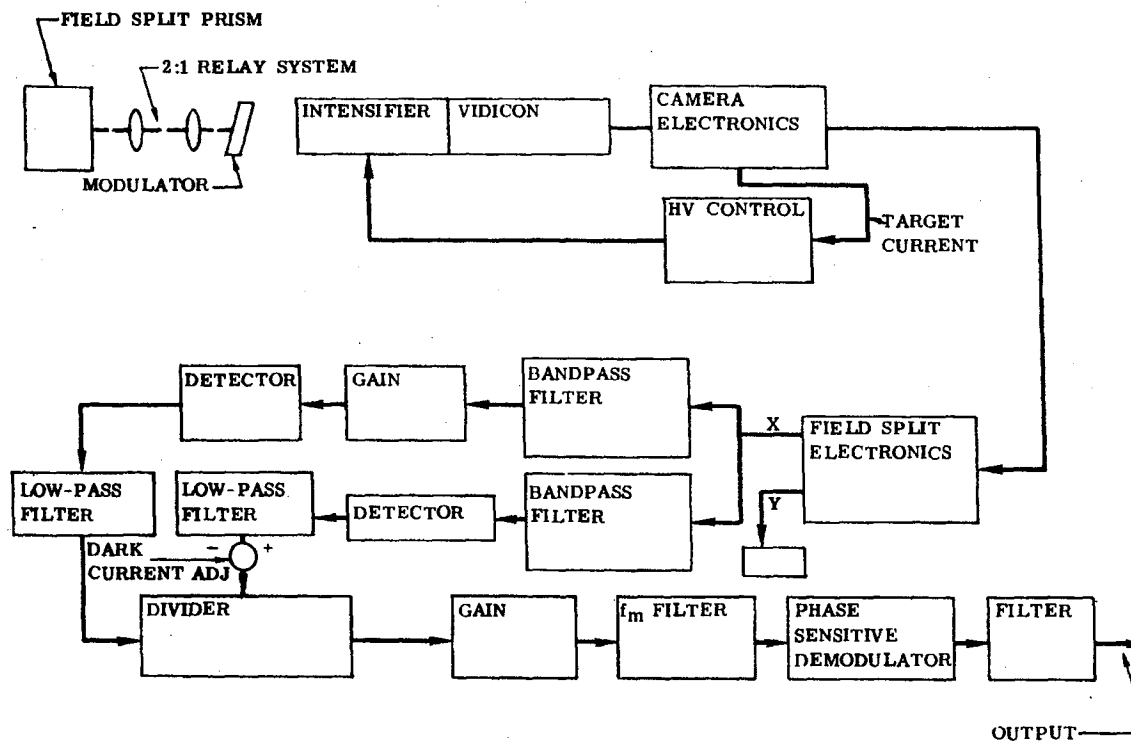 FIELD SPLIT PRISM
2:1 RELAY SYSTEM
MODULATOR
INTENSIFIER
VIDICON
CAMERA
ELECTRONICS
HV CONTROL
TARGET
CURRENT
DETECTOR
GAIN
BANDPASS
FILTER
X
FIELD SPLIT
ELECTRONICS
Y
LOW-PASS
FILTER
LOW-PASS
FILTER
DETECTOR
BANDPASS
FILTER
DARK
CURRENT ADJ
- +
DIVIDER
GAIN
fm FILTER
PHASE
SENSITIVE
DEMODULATOR
FILTER
OUTPUT